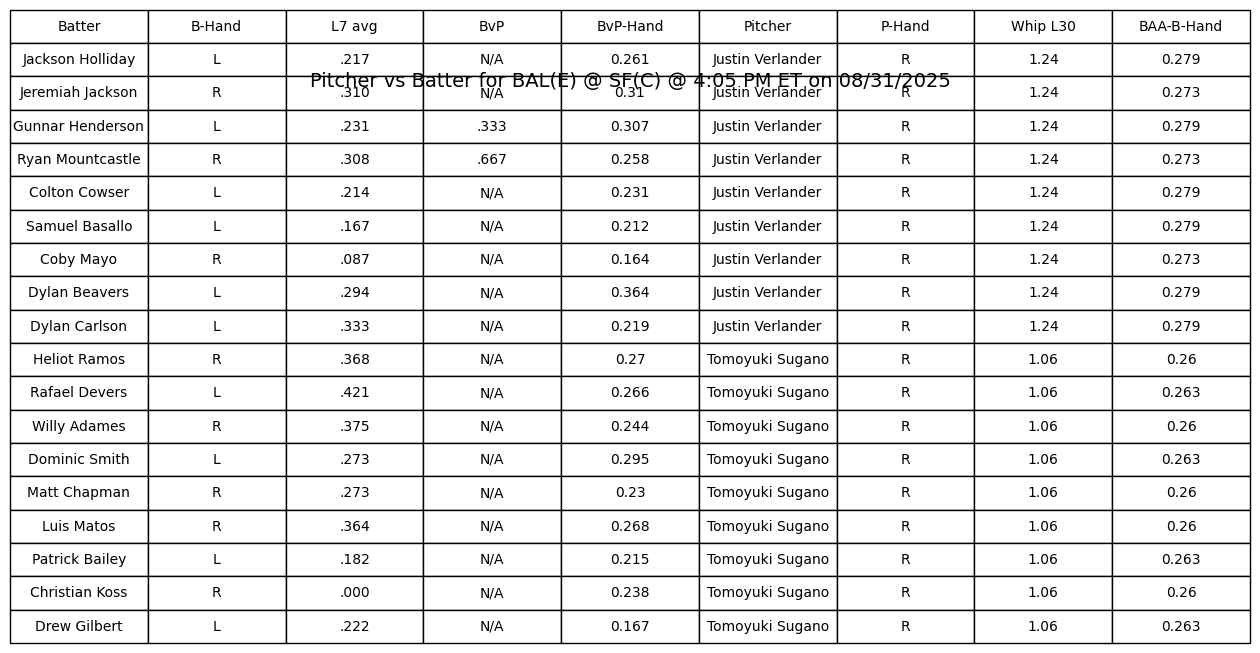 Batter B-Hand L7 avg BvP BvP-Hand Pitcher P-Hand Whip L30 BAA-B-Hand
Jackson Holliday L .217 N/A 0.261 Justin Verlander R 1.24 0.279
Pitcher vs Batter for BAL(E) @ SF(C) @ 4:05 PM ET on 08/31/2025
Jeremiah Jackson R .310 N/A 0.31 Justin Verlander R 1.24 0.273
Gunnar Henderson L .231 .333 0.307 Justin Verlander R 1.24 0.279
Ryan Mountcastle R .308 .667 0.258 Justin Verlander R 1.24 0.273
Colton Cowser L .214 N/A 0.231 Justin Verlander R 1.24 0.279
Samuel Basallo L .167 N/A 0.212 Justin Verlander R 1.24 0.279
Coby Mayo R .087 N/A 0.164 Justin Verlander R 1.24 0.273
Dylan Beavers L .294 N/A 0.364 Justin Verlander R 1.24 0.279
Dylan Carlson L .333 N/A 0.219 Justin Verlander R 1.24 0.279
Heliot Ramos R .368 N/A 0.27 Tomoyuki Sugano R 1.06 0.26
Rafael Devers L .421 N/A 0.266 Tomoyuki Sugano R 1.06 0.263
Willy Adames R .375 N/A 0.244 Tomoyuki Sugano R 1.06 0.26
Dominic Smith L .273 N/A 0.295 Tomoyuki Sugano R 1.06 0.263
Matt Chapman R .273 N/A 0.23 Tomoyuki Sugano R 1.06 0.26
Luis Matos R .364 N/A 0.268 Tomoyuki Sugano R 1.06 0.26
Patrick Bailey L .182 N/A 0.215 Tomoyuki Sugano R 1.06 0.263
Christian Koss R .000 N/A 0.238 Tomoyuki Sugano R 1.06 0.26
Drew Gilbert L .222 N/A 0.167 Tomoyuki Sugano R 1.06 0.263